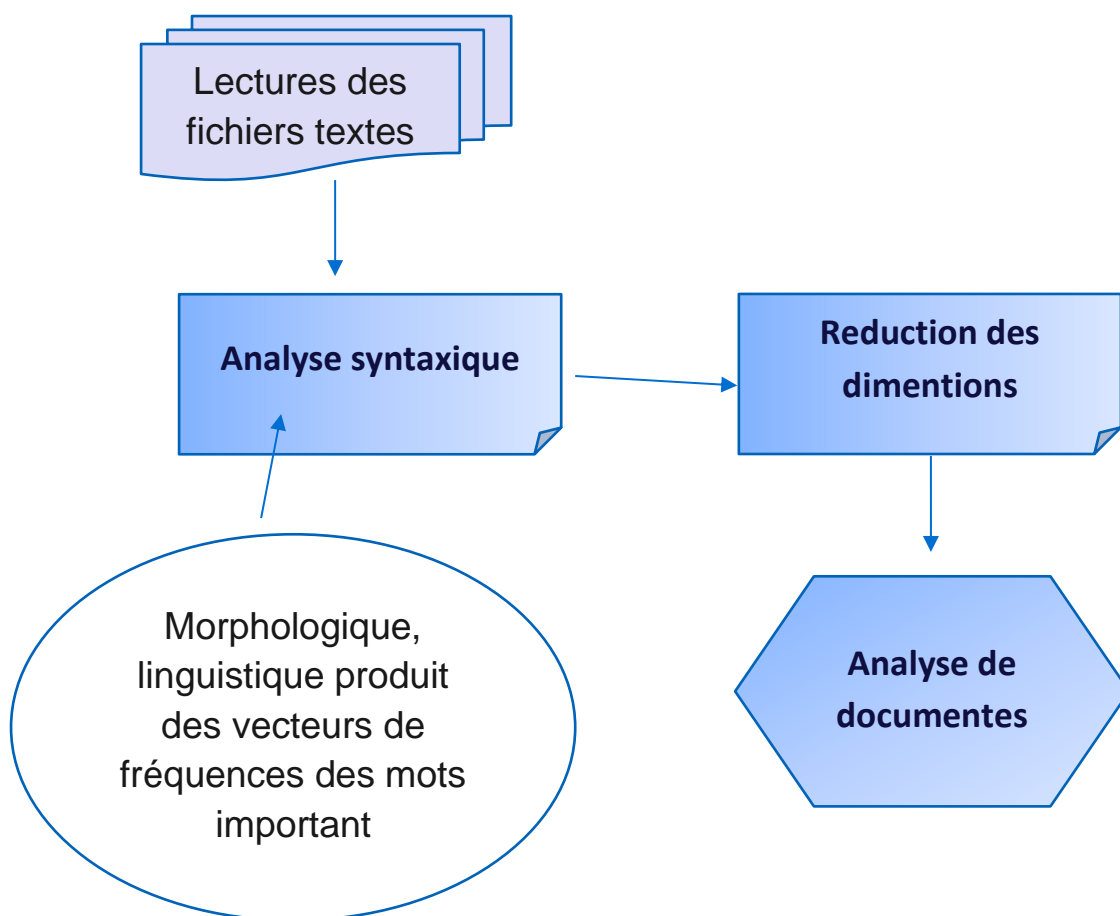 Lectures des
fichiers textes
Analyse syntaxique
Reduction des
dimentions
Morphologique,
linguistique produit
des vecteurs de
fréquences des mots
important
Analyse de
documentes